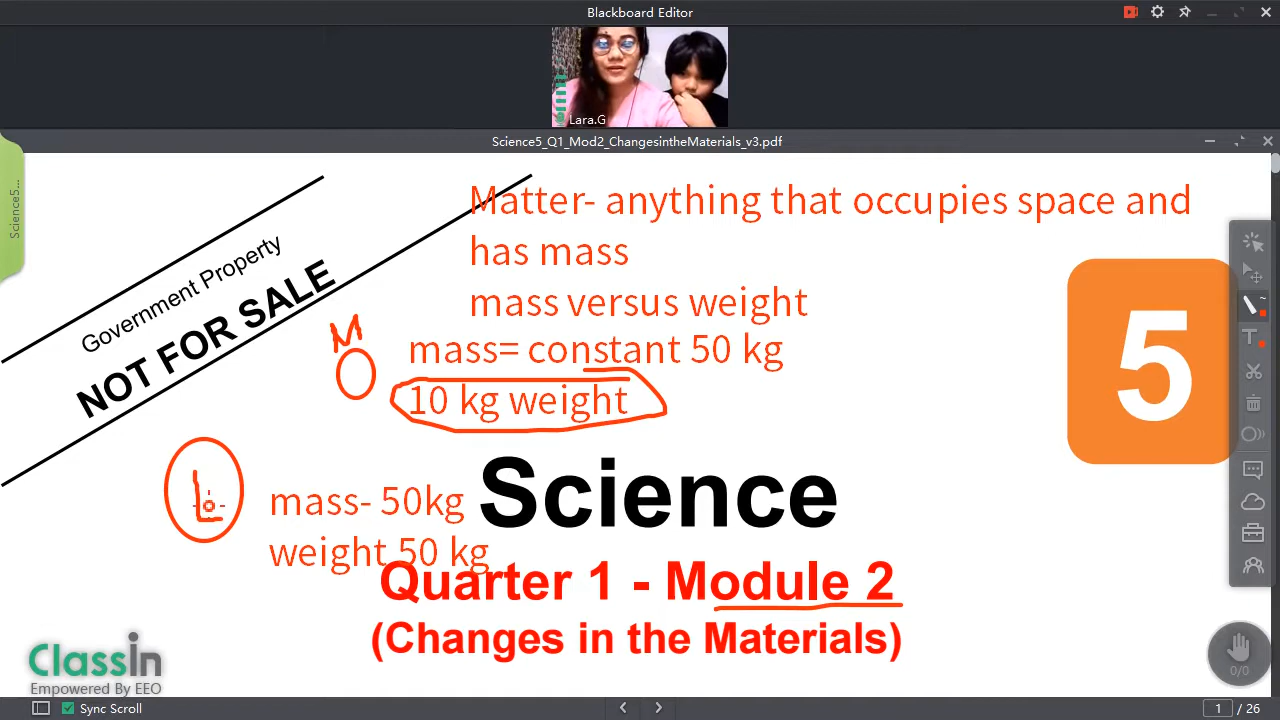 Blackboard Editor
Lara.G
Science5_Q1_Mod2_ChangesintheMaterials_v3.pdf
Science5...
Government Property
NOT FOR SALE
Matter- anything that occupies space and
has mass
mass versus weight
M
mass= constant 50 kg
10 kg weight
5
L
mass- 50kg
weight 50 kg
Science
Quarter 1 - Module 2
(Changes in the Materials)
ClassIn
Empowered By EEO
0/0
Sync Scroll
1 / 26